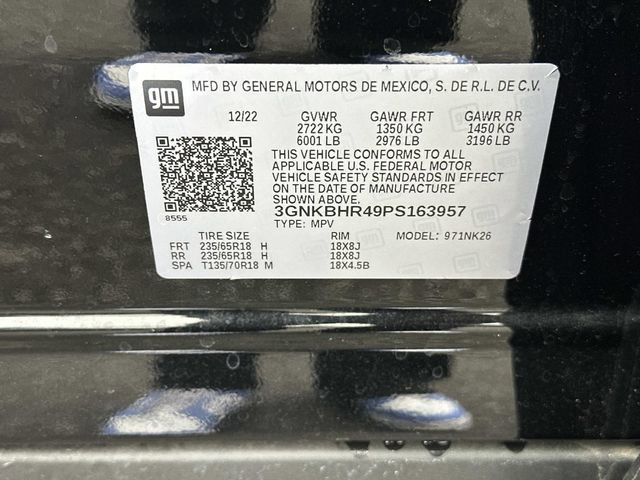 gm
MFD BY GENERAL MOTORS DE MEXICO, S. DE R.L. DE C.V.
12/22 GVWR GAWR FRT GAWR RR
2722 KG 1350 KG 1450 KG
6001 LB 2976 LB 3196 LB
THIS VEHICLE CONFORMS TO ALL
APPLICABLE U.S. FEDERAL MOTOR
VEHICLE SAFETY STANDARDS IN EFFECT
ON THE DATE OF MANUFACTURE
SHOWN ABOVE.
3GNKBHR49PS163957
8555
TYPE: MPV MODEL: 971NK26
TIRE SIZE RIM
FRT 235/65R18 H 18X8J
RR 235/65R18 H 18X8J
SPA T135/70R18 M 18X4.5B